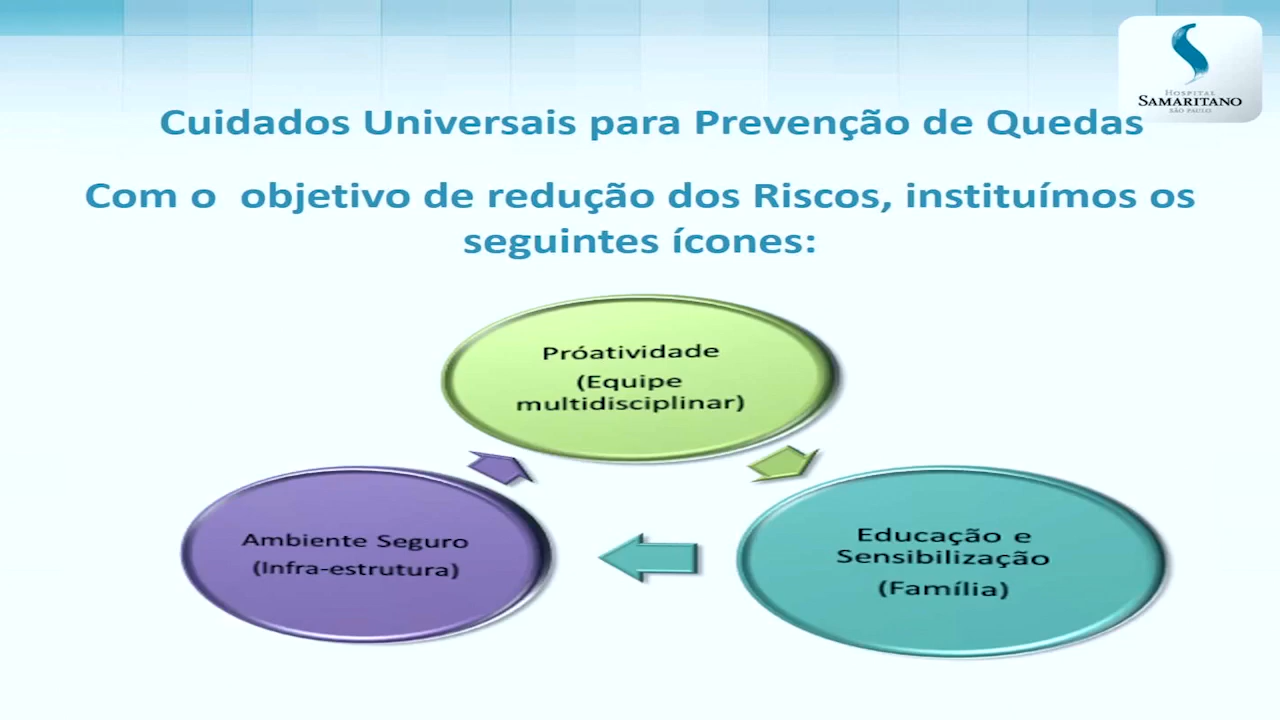 HOSPITAL
SAMARITANO
SÃO PAULO
Cuidados Universais para Prevenção de Quedas
Com o objetivo de redução dos Riscos, instituímos os
seguintes ícones:
Próatividade
(Equipe
multidisciplinar)
Ambiente Seguro
(Infra-estrutura)
Educação e
Sensibilização
(Família)